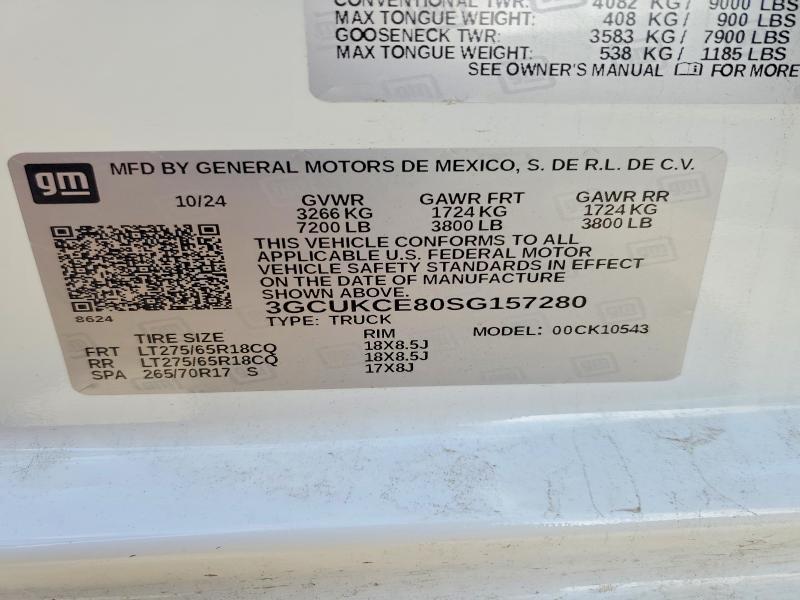 CONVENTIONAL TWR: 4082 KG / 9000 LBS
MAX TONGUE WEIGHT: 408 KG / 900 LBS
GOOSENECK TWR: 3583 KG / 7900 LBS
MAX TONGUE WEIGHT: 538 KG / 1185 LBS
SEE OWNER'S MANUAL FOR MORE
gm
MFD BY GENERAL MOTORS DE MEXICO, S. DE R.L. DE C.V.
10/24 GVWR GAWR FRT GAWR RR
3266 KG 1724 KG 1724 KG
7200 LB 3800 LB 3800 LB
THIS VEHICLE CONFORMS TO ALL
APPLICABLE U.S. FEDERAL MOTOR
VEHICLE SAFETY STANDARDS IN EFFECT
ON THE DATE OF MANUFACTURE
SHOWN ABOVE.
8624
3GCUKCE80SG157280
TYPE: TRUCK MODEL: 00CK10543
TIRE SIZE RIM
FRT LT275/65R18CQ 18X8.5J
RR LT275/65R18CQ 18X8.5J
SPA 265/70R17 S 17X8J